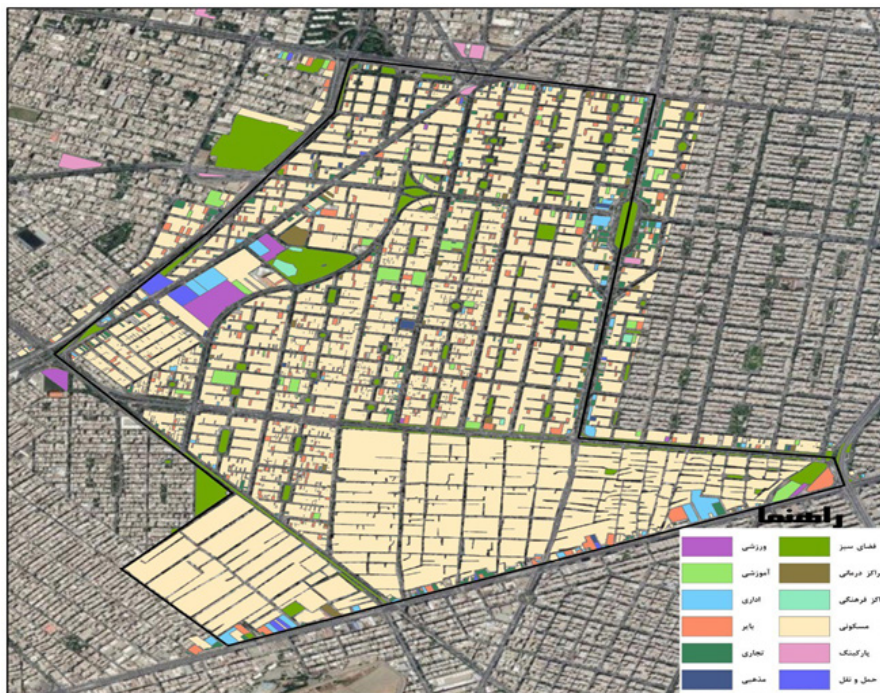 راهنما
فضای سبز
ورزشی
راکز درمانی
آموزشی
اکز فرهنگی
اداری
مسکونی
بایر
پارکینگ
تجاری
حمل و نقل
مذهبی